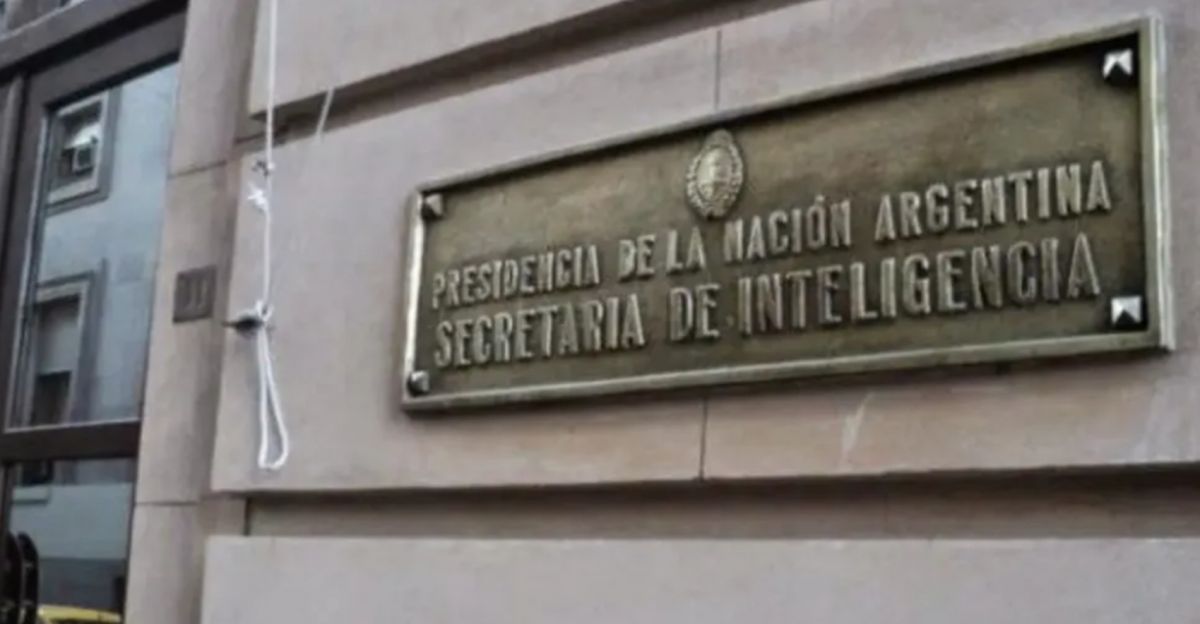 PRESIDENCIA DE LA NACIÓN ARGENTINA
SECRETARIA DE INTELIGENCIA